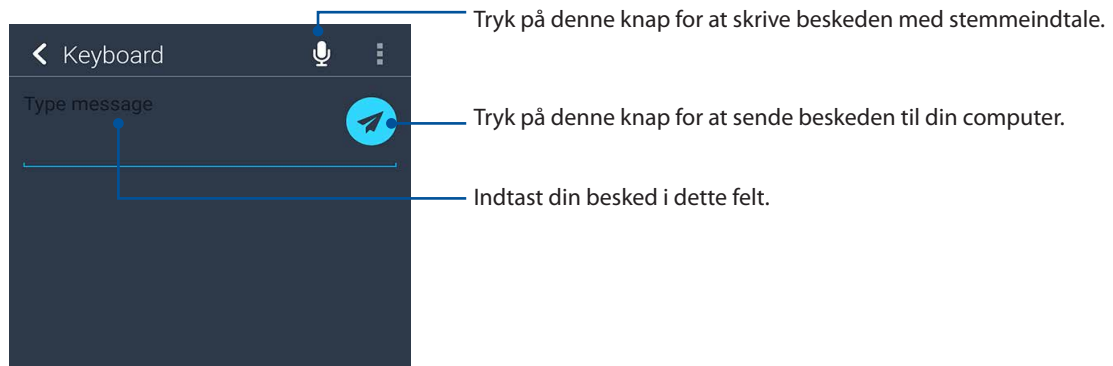 Tryk på denne knap for at skrive beskeden med stemmeindtale.
Keyboard
Type message
Tryk på denne knap for at sende beskeden til din computer.
Indtast din besked i dette felt.